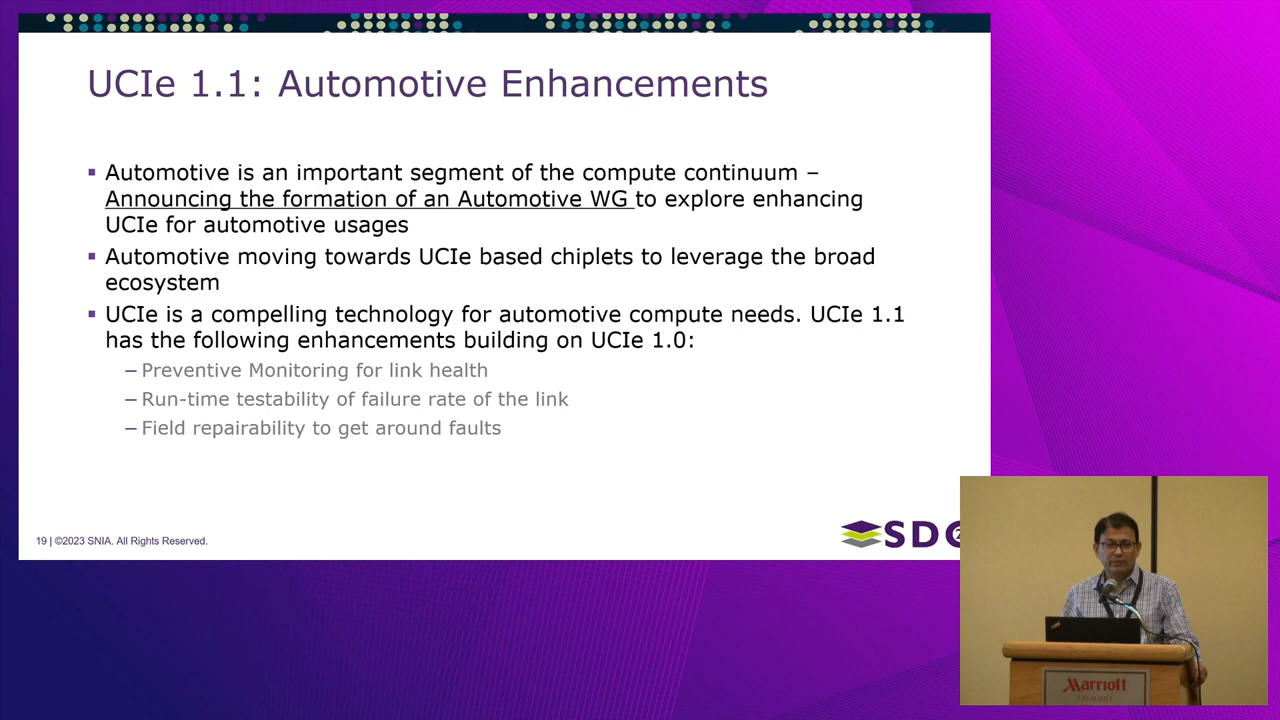 UCIe 1.1: Automotive Enhancements
▪ Automotive is an important segment of the compute continuum –
Announcing the formation of an Automotive WG to explore enhancing
UCIe for automotive usages
▪ Automotive moving towards UCIe based chiplets to leverage the broad
ecosystem
▪ UCIe is a compelling technology for automotive compute needs. UCIe 1.1
has the following enhancements building on UCIe 1.0:
– Preventive Monitoring for link health
– Run-time testability of failure rate of the link
– Field repairability to get around faults
19 | ©2023 SNIA. All Rights Reserved.
SD
Marriott
FREMONT